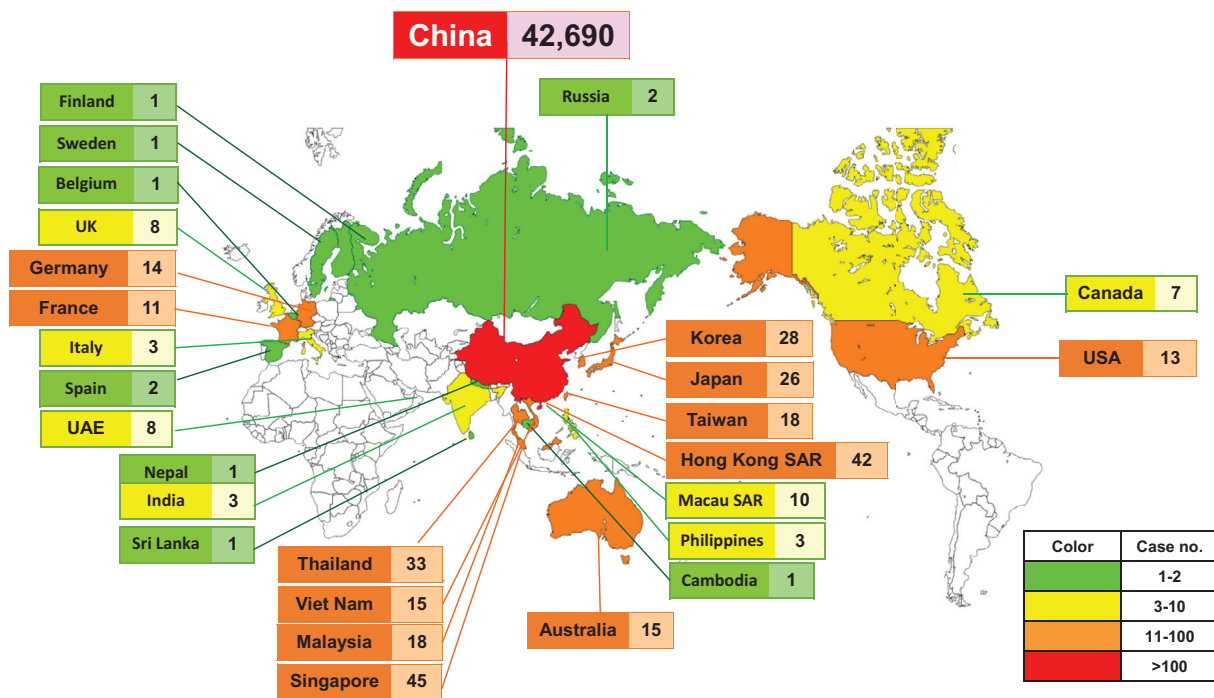 China 42,690
Finland 1
Sweden 1
Belgium 1
UK 8
Germany 14
France 11
Italy 3
Spain 2
UAE 8
Nepal 1
India 3
Sri Lanka 1
Thailand 33
Viet Nam 15
Malaysia 18
Singapore 45
Russia 2
Korea 28
Japan 26
Taiwan 18
Hong Kong SAR 42
Macau SAR 10
Philippines 3
Cambodia 1
Australia 15
Canada 7
USA 13
Color Case no.
1-2
3-10
11-100
>100